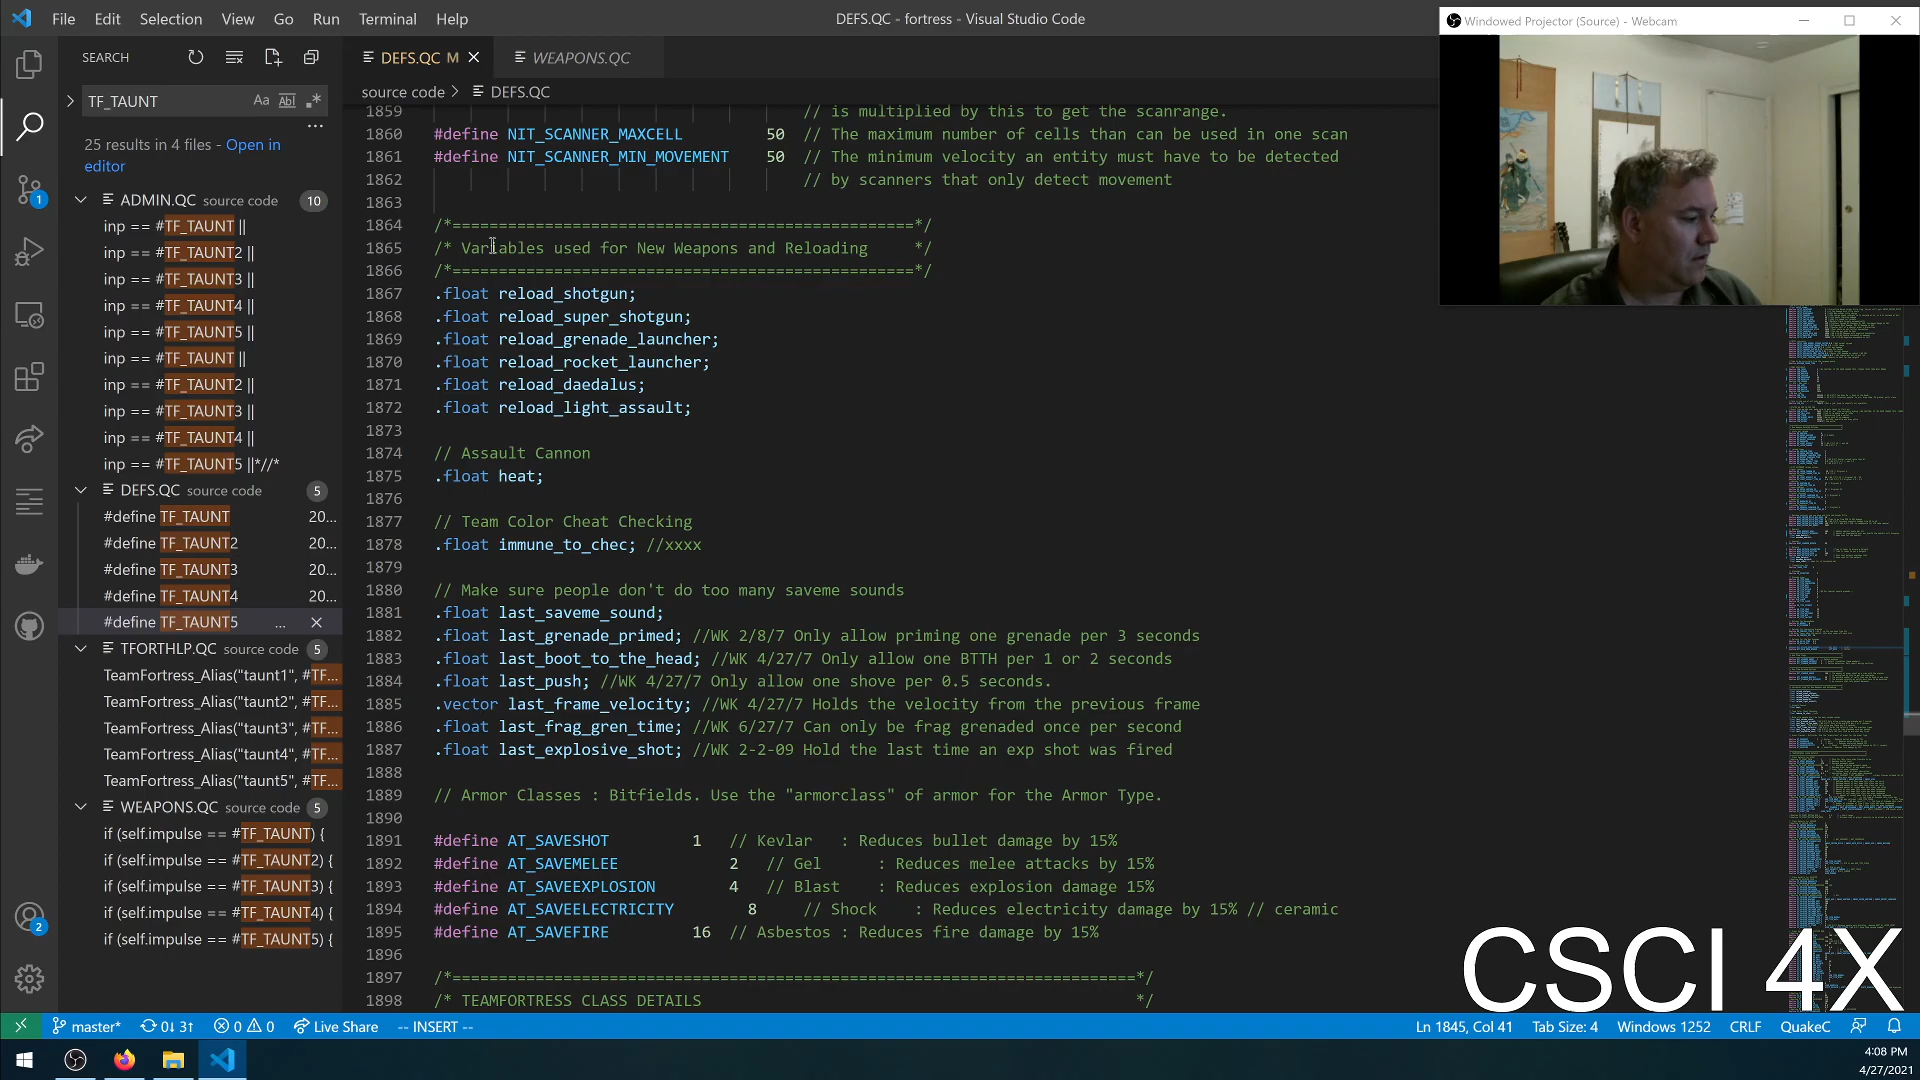 File Edit Selection View Go Run Terminal Help
DEFS.QC - fortress - Visual Studio Code
Windowed Projector (Source) - Webcam
SEARCH
TF_TAUNT
Aa Abl .*
25 results in 4 files - Open in
editor
ADMIN.QC source code 10
inp == #TF_TAUNT ||
inp == #TF_TAUNT2 ||
inp == #TF_TAUNT3 ||
inp == #TF_TAUNT4 ||
inp == #TF_TAUNT5 ||
inp == #TF_TAUNT ||
inp == #TF_TAUNT2 ||
inp == #TF_TAUNT3 ||
inp == #TF_TAUNT4 ||
inp == #TF_TAUNT5 ||*//*
DEFS.QC source code 5
#define TF_TAUNT 20...
#define TF_TAUNT2 20...
#define TF_TAUNT3 20...
#define TF_TAUNT4 20...
#define TF_TAUNT5 ...
TFORTHLP.QC source code 5
TeamFortress_Alias("taunt1", #TF...
TeamFortress_Alias("taunt2", #TF...
TeamFortress_Alias("taunt3", #TF...
TeamFortress_Alias("taunt4", #TF...
TeamFortress_Alias("taunt5", #TF...
WEAPONS.QC source code 5
if (self.impulse == #TF_TAUNT) {
if (self.impulse == #TF_TAUNT2) {
if (self.impulse == #TF_TAUNT3) {
if (self.impulse == #TF_TAUNT4) {
if (self.impulse == #TF_TAUNT5) {
1
2
DEFS.QC M WEAPONS.QC
source code > DEFS.QC
1859 // is multiplied by this to get the scanrange.
1860 #define NIT_SCANNER_MAXCELL 50 // The maximum number of cells than can be used in one scan
1861 #define NIT_SCANNER_MIN_MOVEMENT 50 // The minimum velocity an entity must have to be detected
1862 // by scanners that only detect movement
1863
1864 /*==================================================*/
1865 /* Variables used for New Weapons and Reloading */
1866 /*==================================================*/
1867 .float reload_shotgun;
1868 .float reload_super_shotgun;
1869 .float reload_grenade_launcher;
1870 .float reload_rocket_launcher;
1871 .float reload_daedalus;
1872 .float reload_light_assault;
1873
1874 // Assault Cannon
1875 .float heat;
1876
1877 // Team Color Cheat Checking
1878 .float immune_to_chec; //xxxx
1879
1880 // Make sure people don't do too many saveme sounds
1881 .float last_saveme_sound;
1882 .float last_grenade_primed; //WK 2/8/7 Only allow priming one grenade per 3 seconds
1883 .float last_boot_to_the_head; //WK 4/27/7 Only allow one BTTH per 1 or 2 seconds
1884 .float last_push; //WK 4/27/7 Only allow one shove per 0.5 seconds.
1885 .vector last_frame_velocity; //WK 4/27/7 Holds the velocity from the previous frame
1886 .float last_frag_gren_time; //WK 6/27/7 Can only be frag grenaded once per second
1887 .float last_explosive_shot; //WK 2-2-09 Hold the last time an exp shot was fired
1888
1889 // Armor Classes : Bitfields. Use the "armorclass" of armor for the Armor Type.
1890
1891 #define AT_SAVESHOT 1 // Kevlar : Reduces bullet damage by 15%
1892 #define AT_SAVEMELEE 2 // Gel : Reduces melee attacks by 15%
1893 #define AT_SAVEEXPLOSION 4 // Blast : Reduces explosion damage 15%
1894 #define AT_SAVEELECTRICITY 8 // Shock : Reduces electricity damage by 15% // ceramic
1895 #define AT_SAVEFIRE 16 // Asbestos : Reduces fire damage by 15%
1896
1897 /*==========================================================================*/
1898 /* TEAMFORTRESS CLASS DETAILS */
CSCI 4X
master* 0↓ 3↑ 0 0 Live Share -- INSERT -- Ln 1845, Col 41 Tab Size: 4 Windows 1252 CRLF QuakeC
4:08 PM
4/27/2021